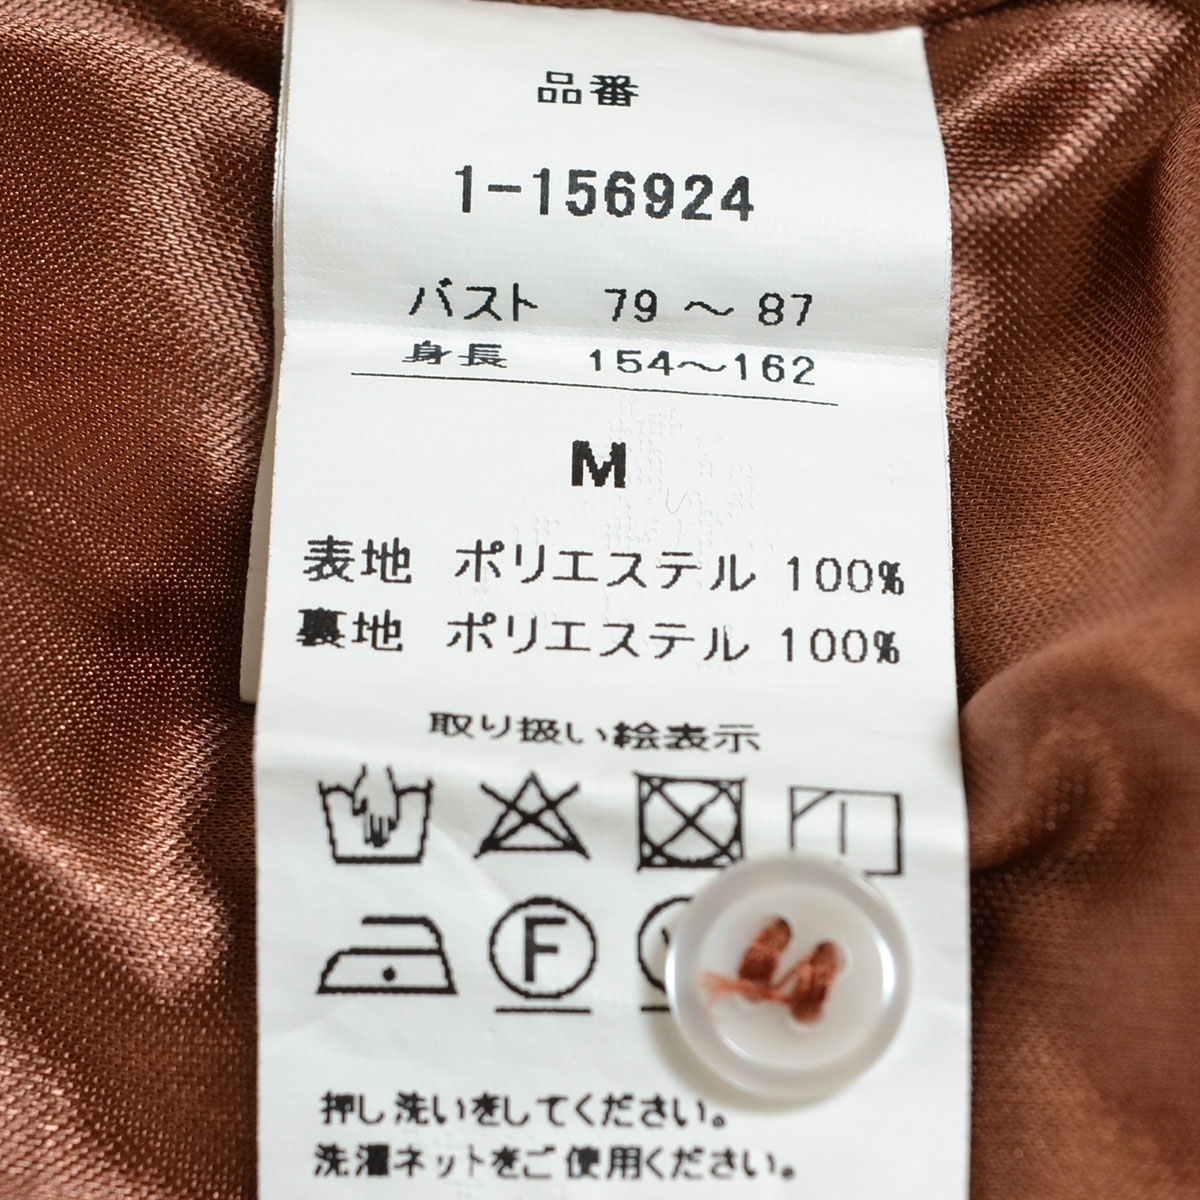 品番
1-156924
バスト 79 ～ 87
身長 154～162
M
表地 ポリエステル 100%
裏地 ポリエステル 100%
取り扱い絵表示
F
押し洗いをしてください。
洗濯ネットをご使用ください。